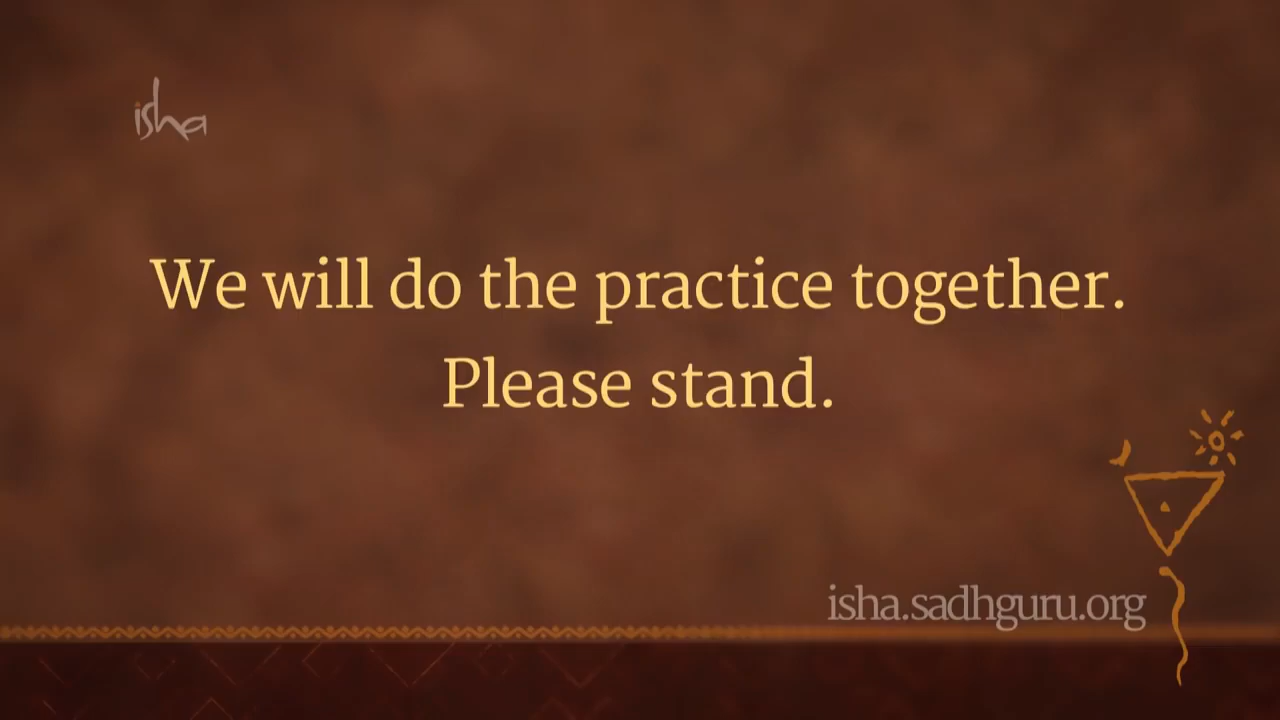 isha
We will do the practice together.
Please stand.
isha.sadhguru.org